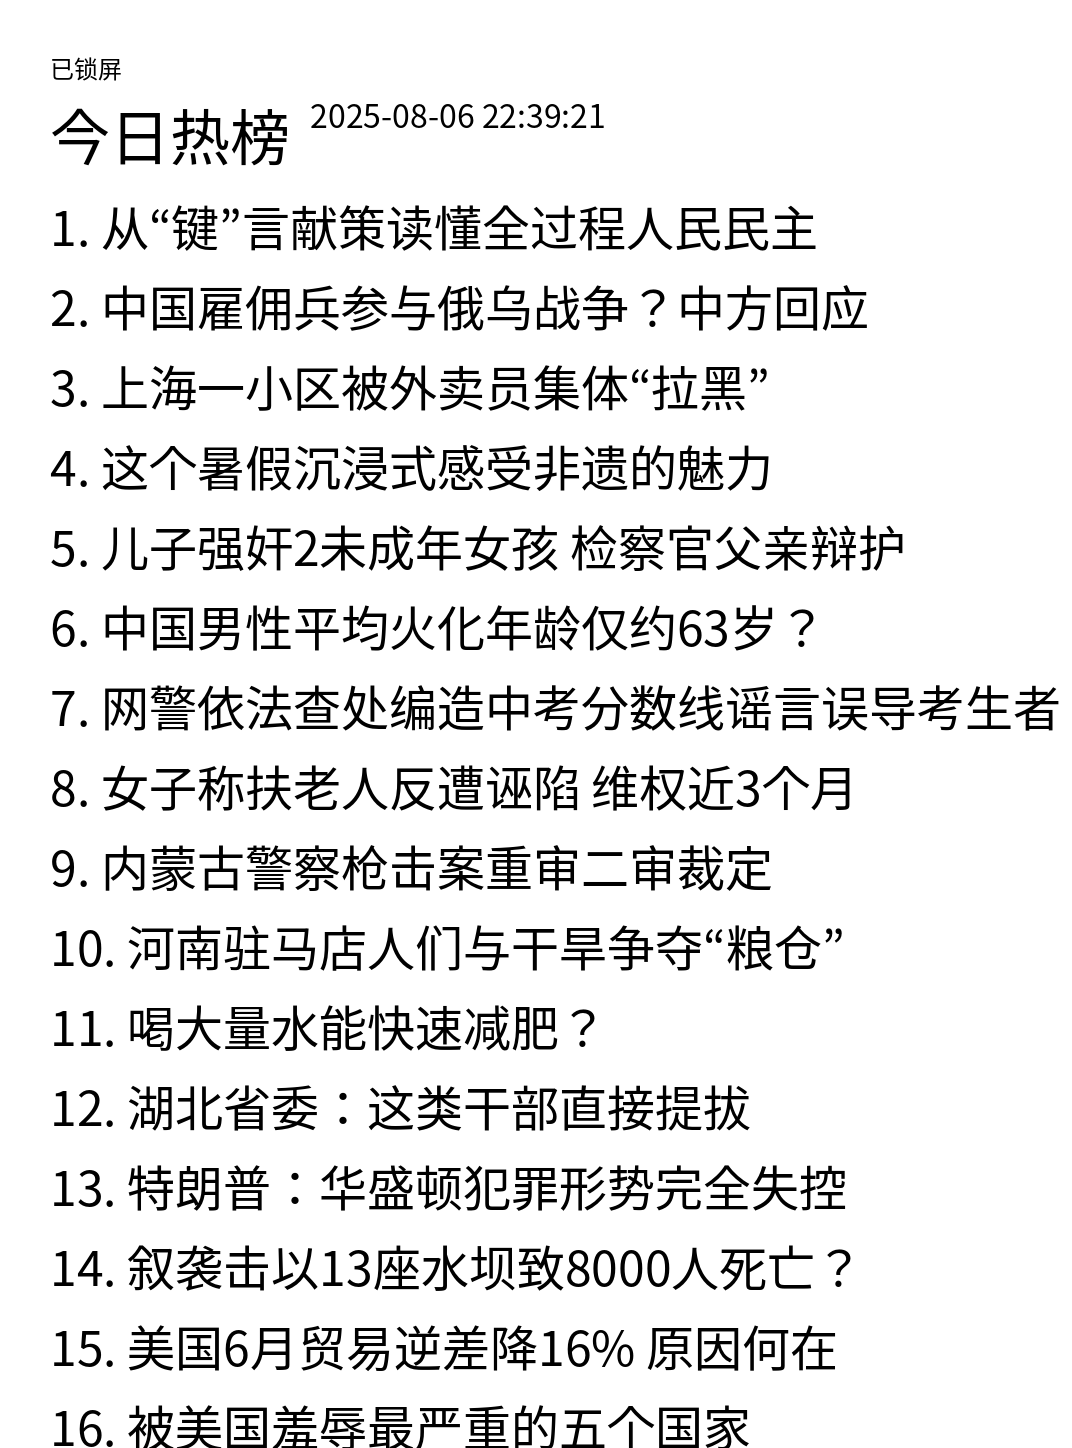 已锁屏
今日热榜 2025-08-06 22:39:21
1. 从“键”言献策读懂全过程人民民主
2. 中国雇佣兵参与俄乌战争？中方回应
3. 上海一小区被外卖员集体“拉黑”
4. 这个暑假沉浸式感受非遗的魅力
5. 儿子强奸2未成年女孩 检察官父亲辩护
6. 中国男性平均火化年龄仅约63岁？
7. 网警依法查处编造中考分数线谣言误导考生者
8. 女子称扶老人反遭诬陷 维权近3个月
9. 内蒙古警察枪击案重审二审裁定
10. 河南驻马店人们与干旱争夺“粮仓”
11. 喝大量水能快速减肥？
12. 湖北省委：这类干部直接提拔
13. 特朗普：华盛顿犯罪形势完全失控
14. 叙袭击以13座水坝致8000人死亡？
15. 美国6月贸易逆差降16% 原因何在
16. 被美国羞辱最严重的五个国家